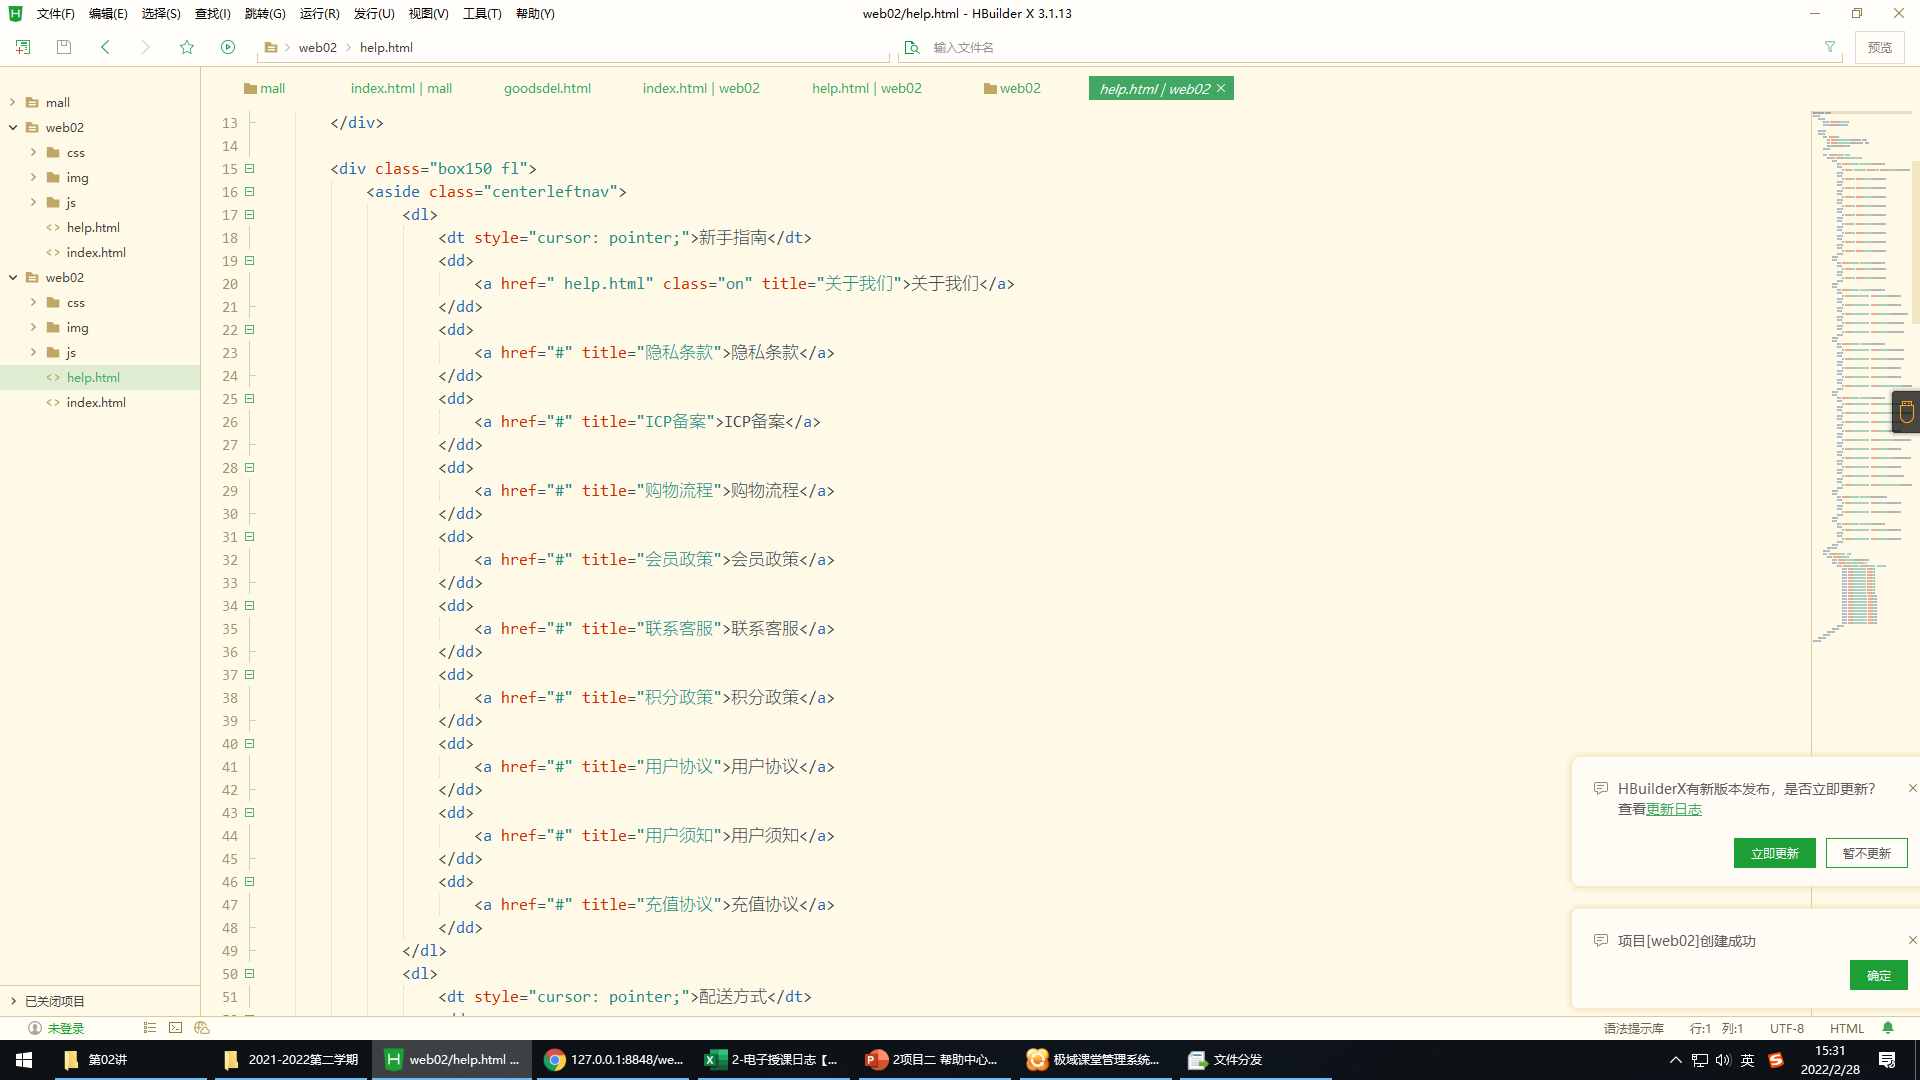 文件(F) 编辑(E) 选择(S) 查找(I) 跳转(G) 运行(R) 发行(U) 视图(V) 工具(T) 帮助(Y)
web02/help.html - HBuilder X 3.1.13
web02 help.html
输入文件名
预览
mall
index.html | mall
goodsdel.html
index.html | web02
help.html | web02
web02
help.html | web02
mall
web02
css
img
js
help.html
index.html
web02
css
img
js
help.html
index.html
已关闭项目
13 </div>
14
15 <div class="box150 fl">
16 <aside class="centerleftnav">
17 <dl>
18 <dt style="cursor: pointer;">新手指南</dt>
19 <dd>
20 <a href=" help.html" class="on" title="关于我们">关于我们</a>
21 </dd>
22 <dd>
23 <a href="#" title="隐私条款">隐私条款</a>
24 </dd>
25 <dd>
26 <a href="#" title="ICP备案">ICP备案</a>
27 </dd>
28 <dd>
29 <a href="#" title="购物流程">购物流程</a>
30 </dd>
31 <dd>
32 <a href="#" title="会员政策">会员政策</a>
33 </dd>
34 <dd>
35 <a href="#" title="联系客服">联系客服</a>
36 </dd>
37 <dd>
38 <a href="#" title="积分政策">积分政策</a>
39 </dd>
40 <dd>
41 <a href="#" title="用户协议">用户协议</a>
42 </dd>
43 <dd>
44 <a href="#" title="用户须知">用户须知</a>
45 </dd>
46 <dd>
47 <a href="#" title="充值协议">充值协议</a>
48 </dd>
49 </dl>
50 <dl>
51 <dt style="cursor: pointer;">配送方式</dt>
HBuilderX有新版本发布，是否立即更新?
查看更新日志
立即更新 暂不更新
项目[web02]创建成功
确定
未登录
语法提示库 行:1 列:1 UTF-8 HTML
第02讲
2021-2022第二学期
web02/help.html ...
127.0.0.1:8848/we...
2-电子授课日志【...
2项目二 帮助中心...
极域课堂管理系统...
文件分发
英
15:31
2022/2/28